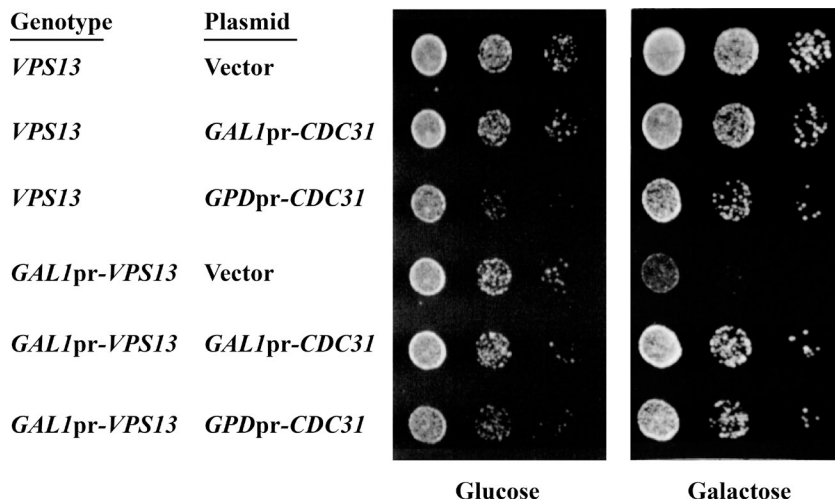 Genotype Plasmid
VPS13 Vector
VPS13 GAL1pr-CDC31
VPS13 GPDpr-CDC31
GAL1pr-VPS13 Vector
GAL1pr-VPS13 GAL1pr-CDC31
GAL1pr-VPS13 GPDpr-CDC31
Glucose Galactose